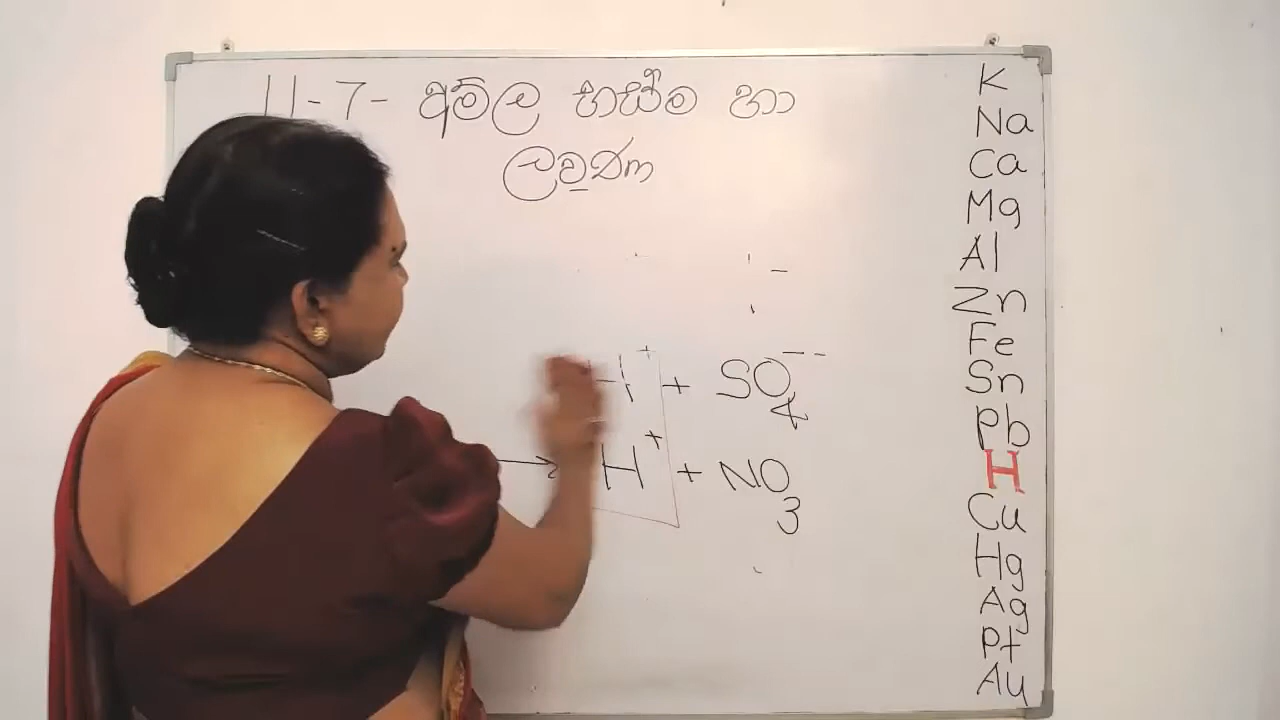 11-7- අම්ල භස්ම හා
ලවණ
H⁺ + SO₄⁻⁻
→ H⁺ + NO₃
K
Na
Ca
Mg
Al
Zn
Fe
Sn
Pb
H
Cu
Hg
Ag
Pt
Au